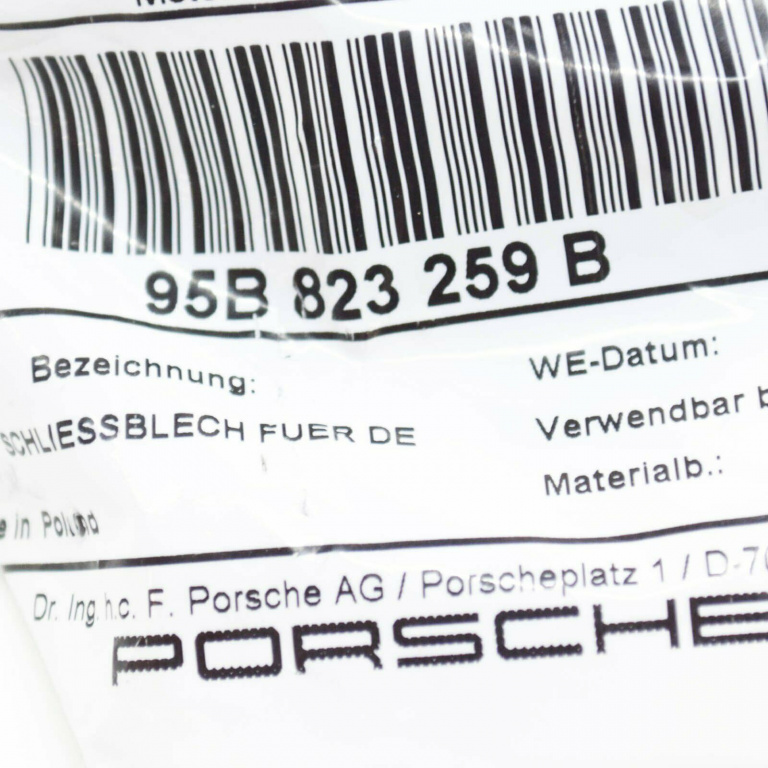 95B 823 259 B
Bezeichnung:
WE-Datum:
SCHLIESSBLECH FUER DE
Verwendbar b
Materialb.:
e in Poland
Dr. Ing. h.c. F. Porsche AG / Porscheplatz 1 / D-70
PORSCHE